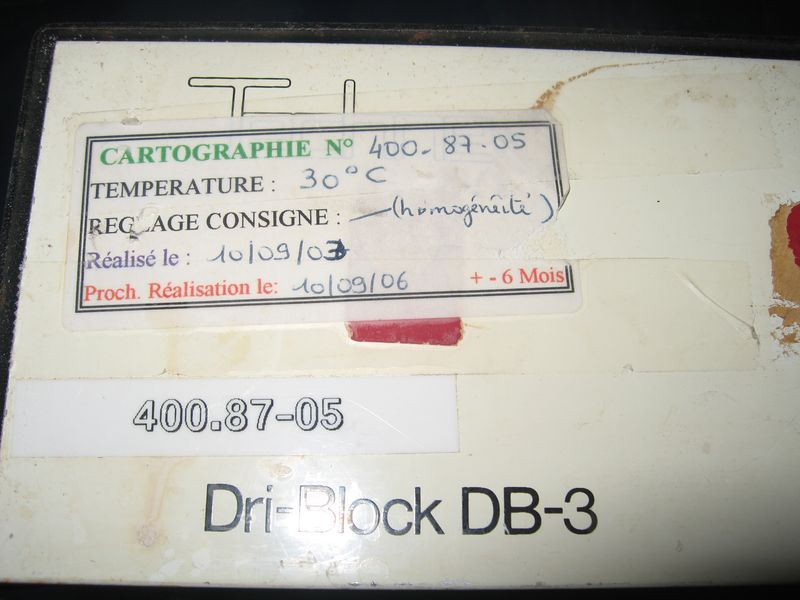 CARTOGRAPHIE N° 400.87.05
TEMPERATURE : 30°C
REGLAGE CONSIGNE : — (homogénéité)
Réalisé le : 10/09/03
Proch. Réalisation le: 10/09/06 + - 6 Mois
400.87-05
Dri-Block DB-3